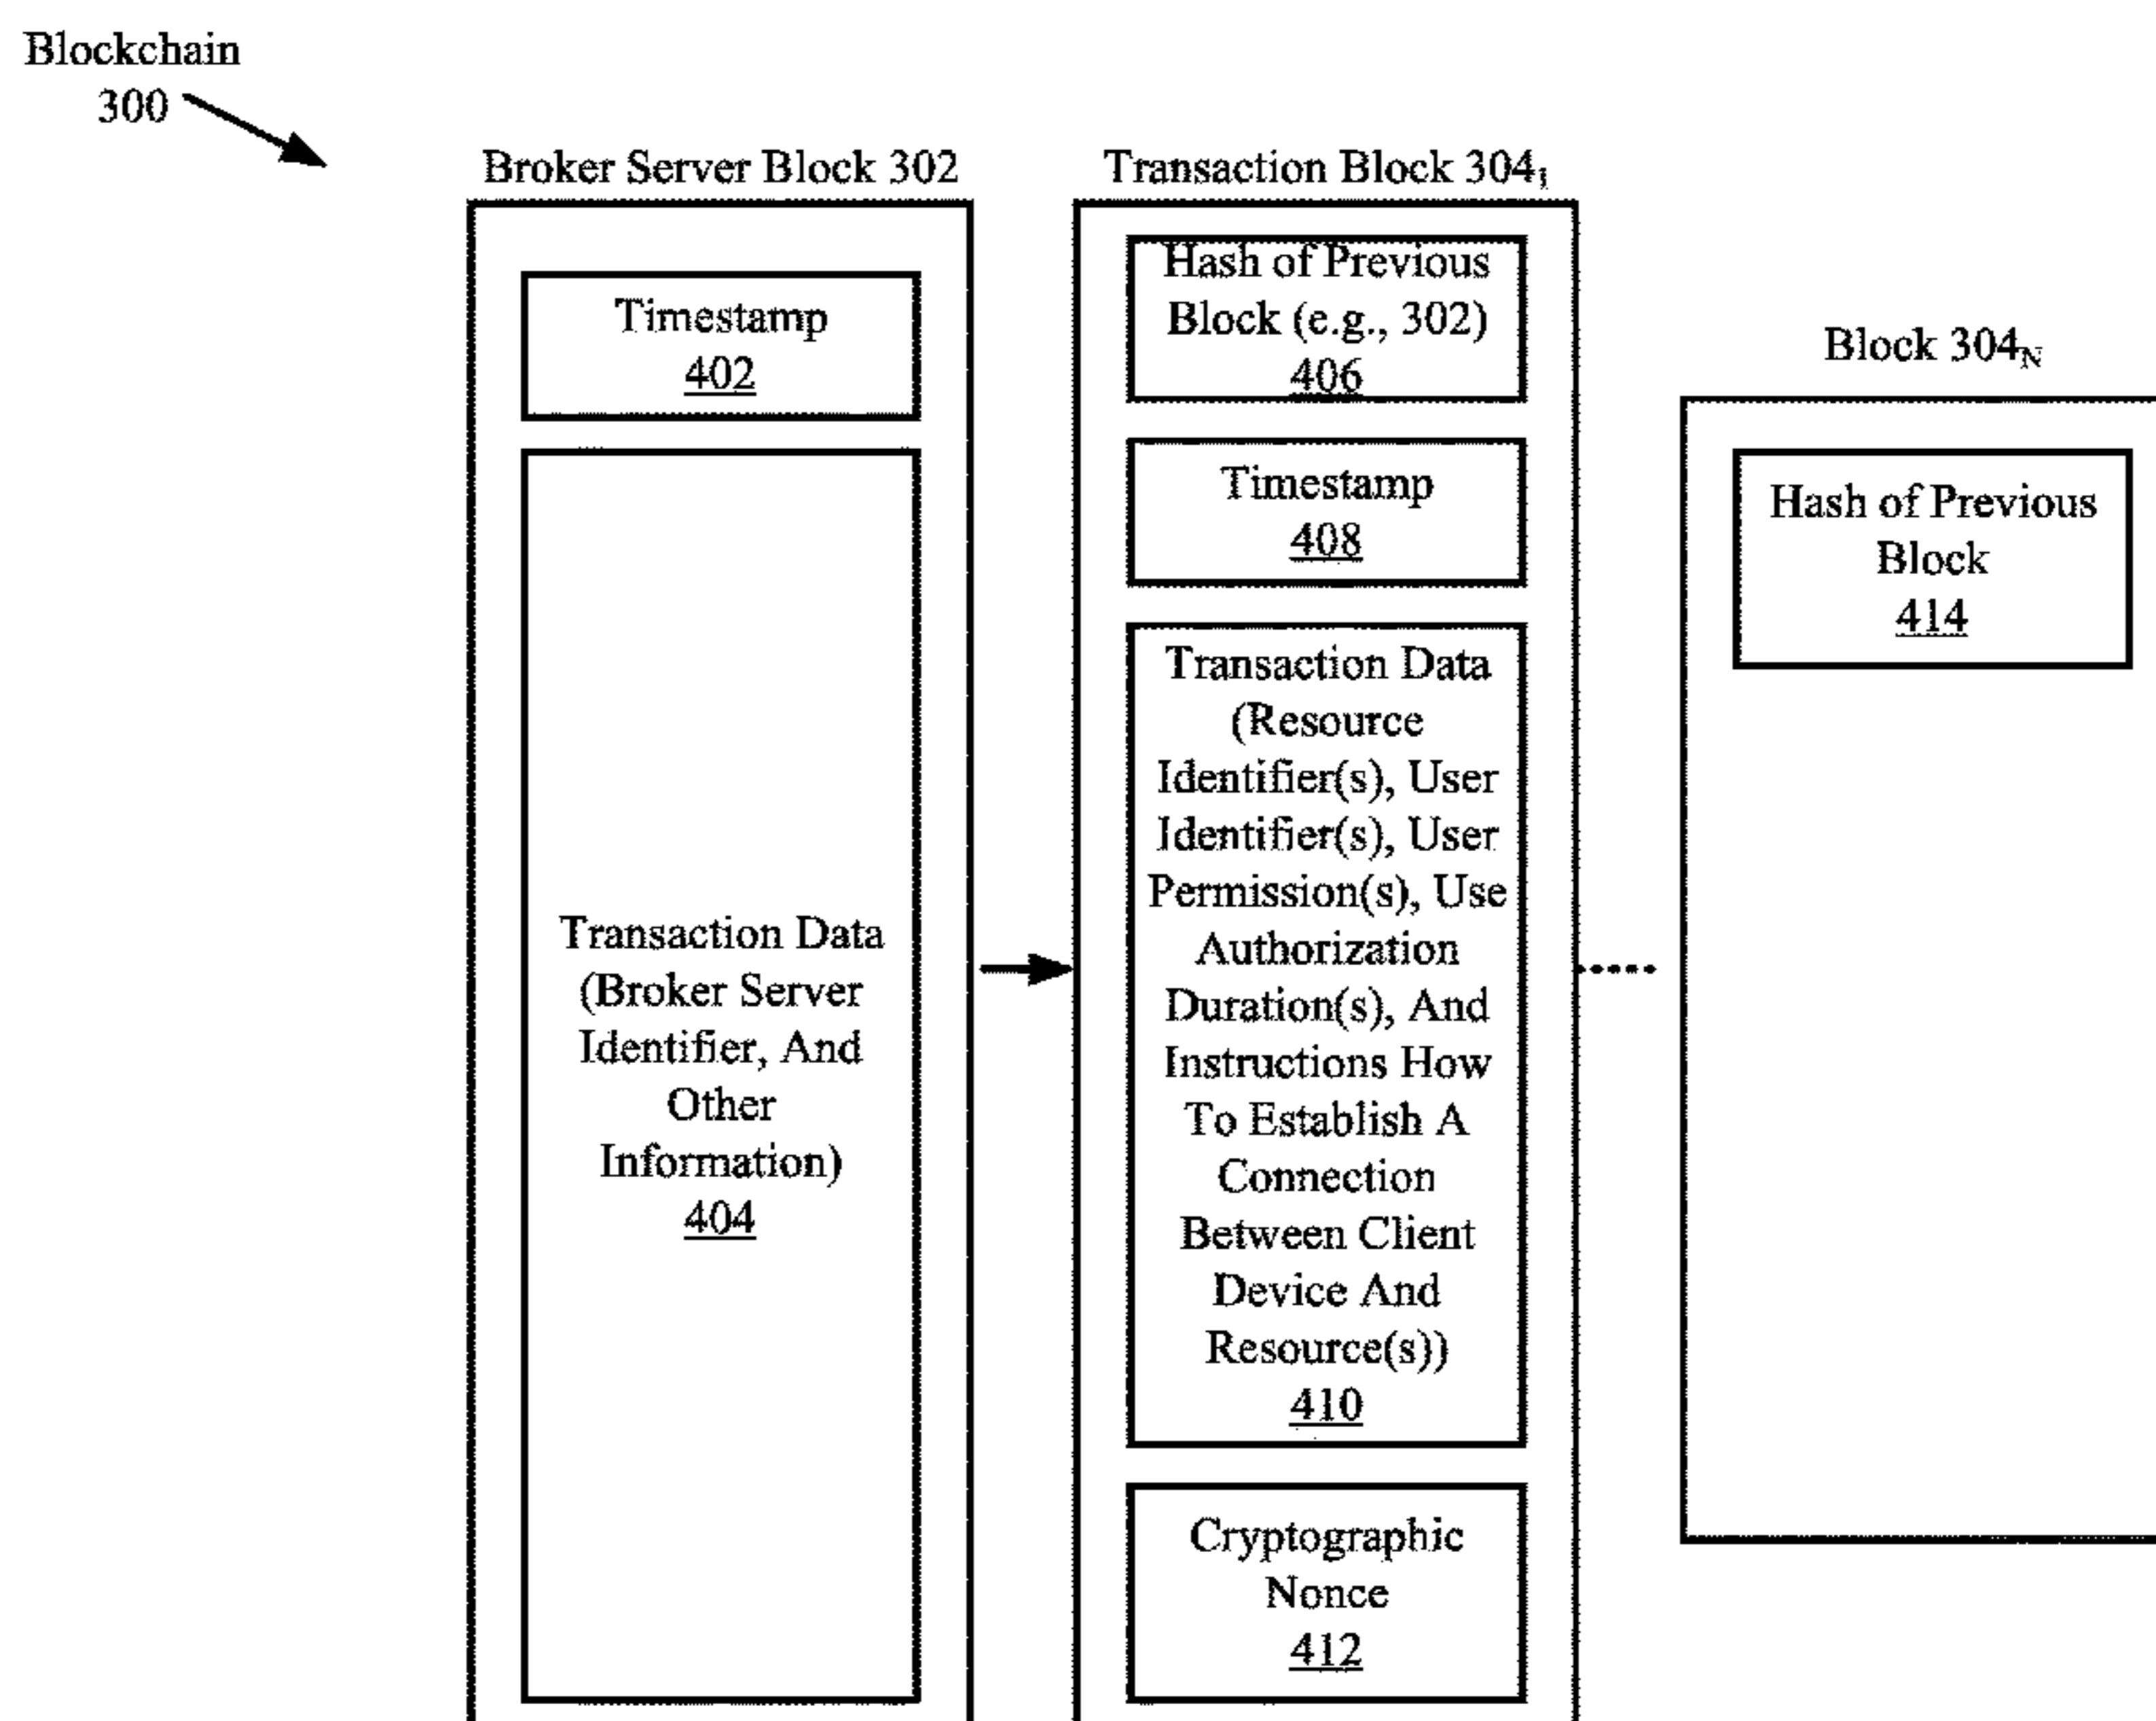 Blockchain
300
Broker Server Block 302
Timestamp
402
Transaction Data
(Broker Server
Identifier, And
Other
Information)
404
Transaction Block 304₁
Hash of Previous
Block (e.g., 302)
406
Timestamp
408
Transaction Data
(Resource
Identifier(s), User
Identifier(s), User
Permission(s), Use
Authorization
Duration(s), And
Instructions How
To Establish A
Connection
Between Client
Device And
Resource(s))
410
Cryptographic
Nonce
412
Block 304N
Hash of Previous
Block
414